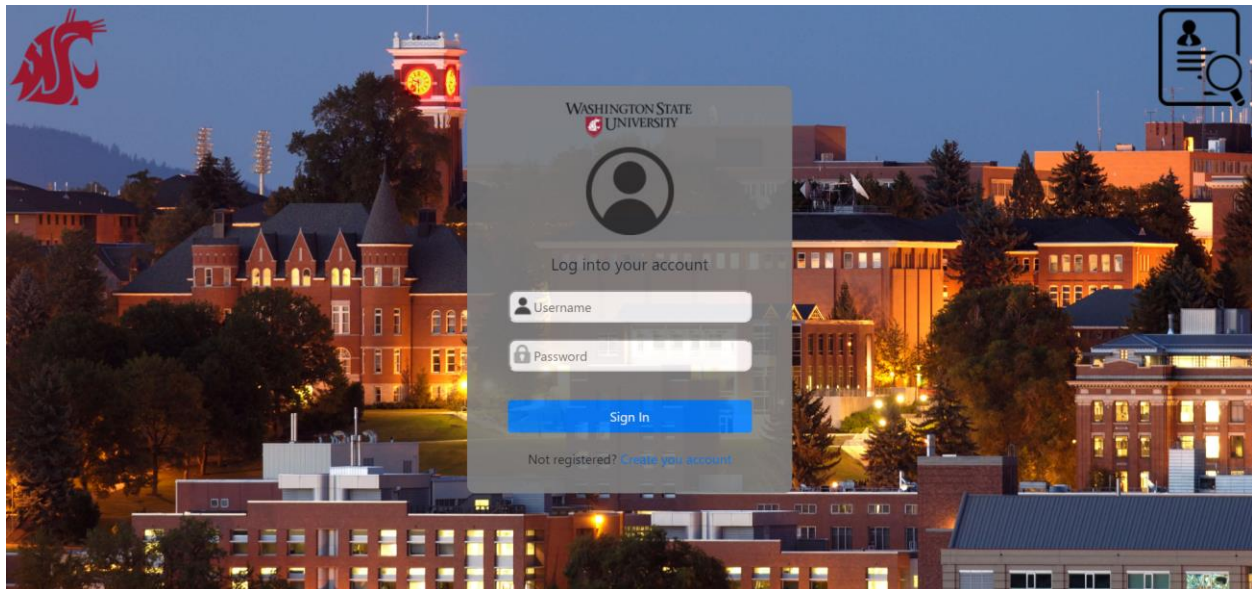 WASHINGTON STATE
UNIVERSITY
Log into your account
Username
Password
Sign In
Not registered? Create you account